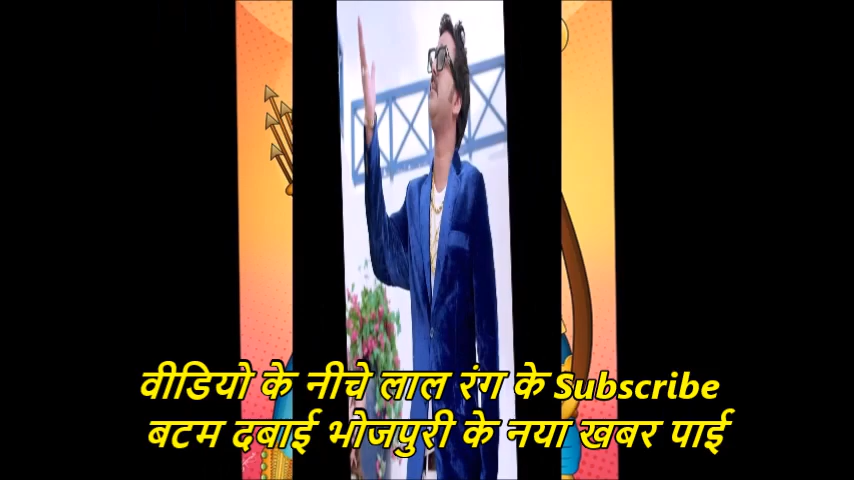 वीडियो के नीचे लाल रंग के Subscribe
बटम दबाई भोजपुरी के नया खबर पाई